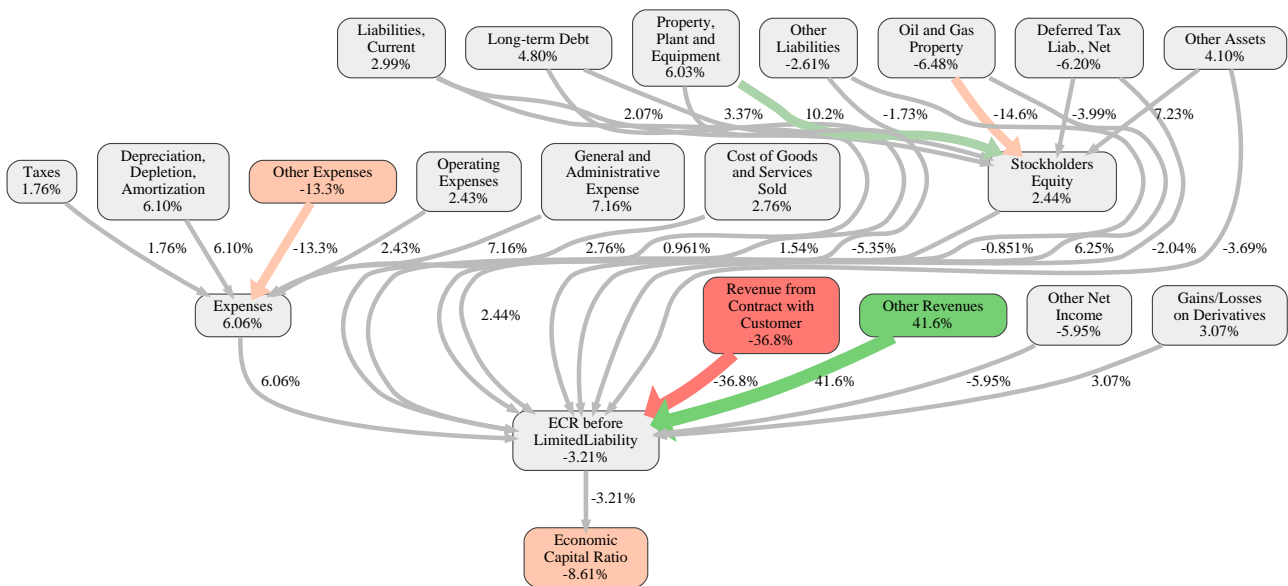 Liabilities,
Current
2.99%
Long-term Debt
4.80%
Property,
Plant and
Equipment
6.03%
Other
Liabilities
-2.61%
Oil and Gas
Property
-6.48%
Deferred Tax
Liab., Net
-6.20%
Other Assets
4.10%
2.07%
3.37%
10.2%
-1.73%
-14.6%
-3.99%
7.23%
Taxes
1.76%
Depreciation,
Depletion,
Amortization
6.10%
Other Expenses
-13.3%
Operating
Expenses
2.43%
General and
Administrative
Expense
7.16%
Cost of Goods
and Services
Sold
2.76%
Stockholders
Equity
2.44%
1.76%
6.10%
-13.3%
2.43%
7.16%
2.76%
0.961%
1.54%
-5.35%
-0.851%
6.25%
-2.04%
-3.69%
Expenses
6.06%
2.44%
Revenue from
Contract with
Customer
-36.8%
Other Revenues
41.6%
Other Net
Income
-5.95%
Gains/Losses
on Derivatives
3.07%
6.06%
-36.8%
41.6%
-5.95%
3.07%
ECR before
LimitedLiability
-3.21%
-3.21%
Economic
Capital Ratio
-8.61%